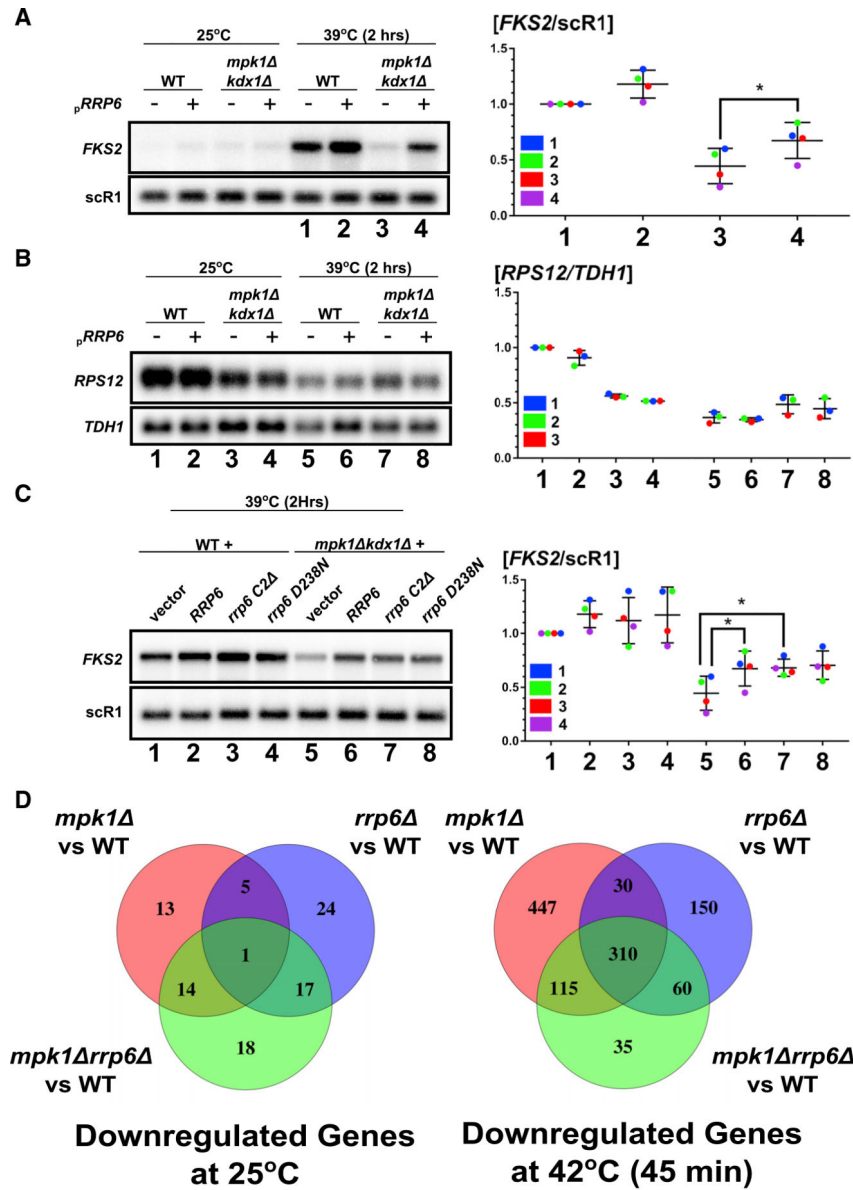 A
25°C
39°C (2 hrs)
WT
mpk1Δ
kdx1Δ
WT
mpk1Δ
kdx1Δ
pRRP6
- + - + - + - +
FKS2
scR1
1 2 3 4
[FKS2/scR1]
1.5
1.0
0.5
0.0
1
2
3
4
*
1 2 3 4
B
25°C
39°C (2 hrs)
WT
mpk1Δ
kdx1Δ
WT
mpk1Δ
kdx1Δ
pRRP6
- + - + - + - +
RPS12
TDH1
1 2 3 4 5 6 7 8
[RPS12/TDH1]
1.5
1.0
0.5
0.0
1
2
3
1 2 3 4 5 6 7 8
C
39°C (2Hrs)
WT +
mpk1Δkdx1Δ +
vector
RRP6
rrp6 C2Δ
rrp6 D238N
vector
RRP6
rrp6 C2Δ
rrp6 D238N
FKS2
scR1
1 2 3 4 5 6 7 8
[FKS2/scR1]
1.5
1.0
0.5
0.0
*
*
1
2
3
4
1 2 3 4 5 6 7 8
D
mpk1Δ
vs WT
rrp6Δ
vs WT
13
5
24
1
14
17
18
mpk1Δrrp6Δ
vs WT
Downregulated Genes
at 25°C
mpk1Δ
vs WT
rrp6Δ
vs WT
447
30
150
310
115
60
35
mpk1Δrrp6Δ
vs WT
Downregulated Genes
at 42°C (45 min)